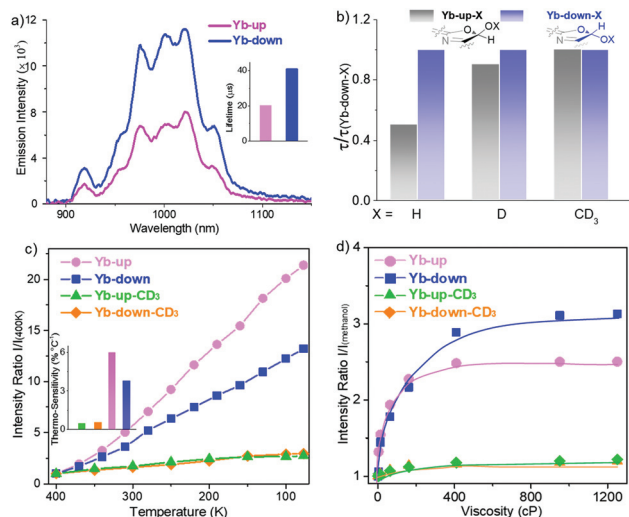 a)
Yb-up
Yb-down
Emission Intensity (× 10³)
12
8
4
0
Lifetime (μs)
40
20
0
900
1000
1100
Wavelength (nm)
b)
Yb-up-X
Yb-down-X
OX
H
O
N
H
OX
O
N
τ/τ(Yb-down-X)
1.2
0.8
0.4
0.0
X = H
D
CD₃
c)
Yb-up
Yb-down
Yb-up-CD₃
Yb-down-CD₃
Intensity Ratio I/I(400K)
20
15
10
5
0
Thermo-Sensitivity (% °C⁻¹)
6
3
0
400
300
200
100
Temperature (K)
d)
Yb-up
Yb-down
Yb-up-CD₃
Yb-down-CD₃
Intensity Ratio I/I(methanol)
4
3
2
1
0
400
800
1200
Viscosity (cP)